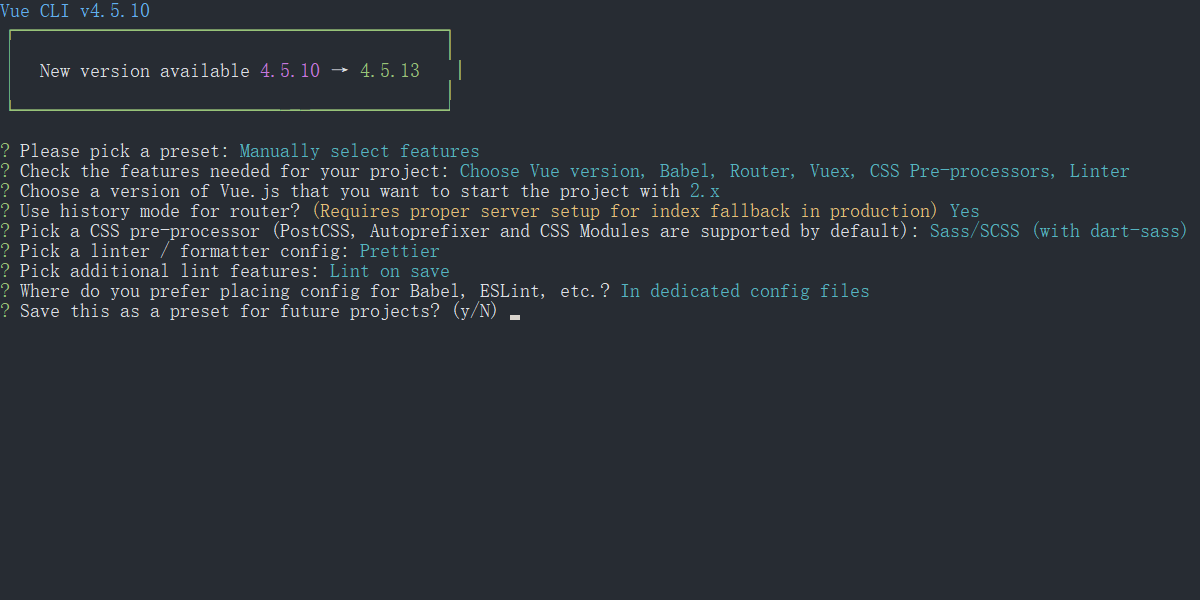 Vue CLI v4.5.10
New version available 4.5.10 → 4.5.13
? Please pick a preset: Manually select features
? Check the features needed for your project: Choose Vue version, Babel, Router, Vuex, CSS Pre-processors, Linter
? Choose a version of Vue.js that you want to start the project with 2.x
? Use history mode for router? (Requires proper server setup for index fallback in production) Yes
? Pick a CSS pre-processor (PostCSS, Autoprefixer and CSS Modules are supported by default): Sass/SCSS (with dart-sass)
? Pick a linter / formatter config: Prettier
? Pick additional lint features: Lint on save
? Where do you prefer placing config for Babel, ESLint, etc.? In dedicated config files
? Save this as a preset for future projects? (y/N)